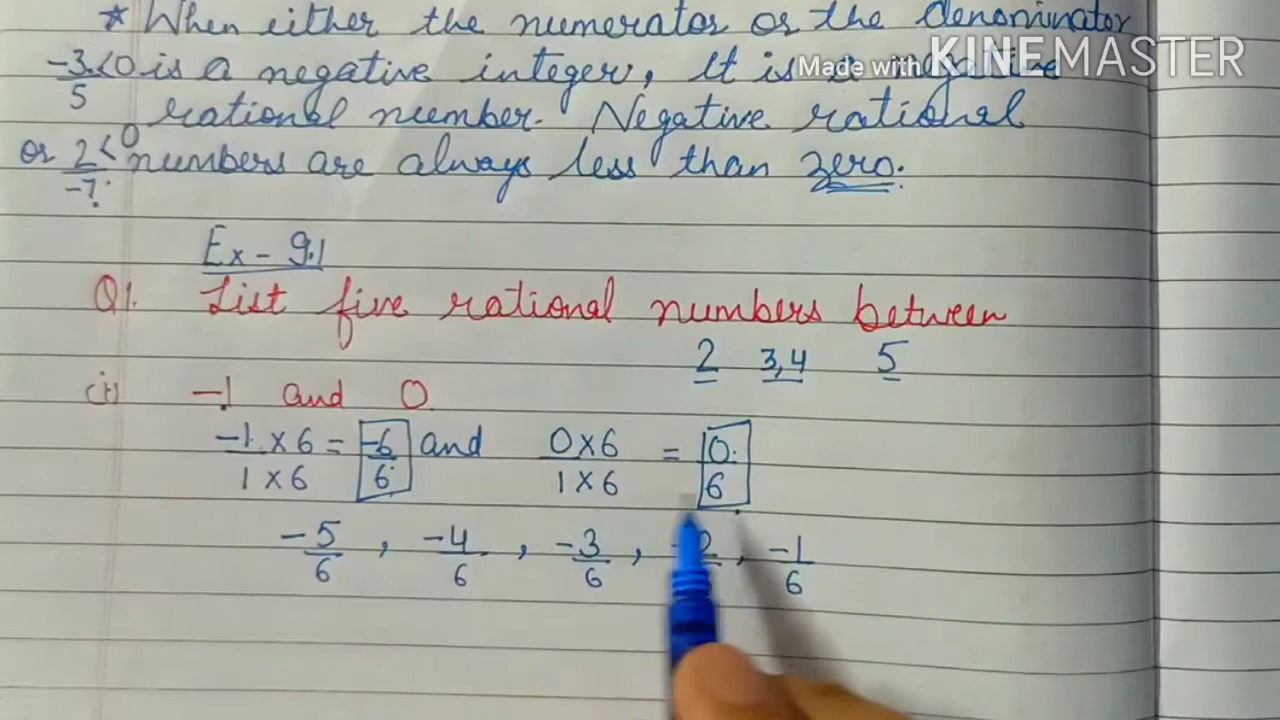 * When either the numerator or the denominator
-3/5 < 0 is a negative integer, It is a negative
rational number. Negative rational
or 2/-7 < 0 numbers are always less than zero.
Made with KINEMASTER
Ex - 9.1
Q1. List five rational numbers between
2 3,4 5
(i) -1 and 0
-1 × 6 / 1 × 6 = -6/6 and 0 × 6 / 1 × 6 = 0/6
-5/6 , -4/6 , -3/6 , -2 , -1/6